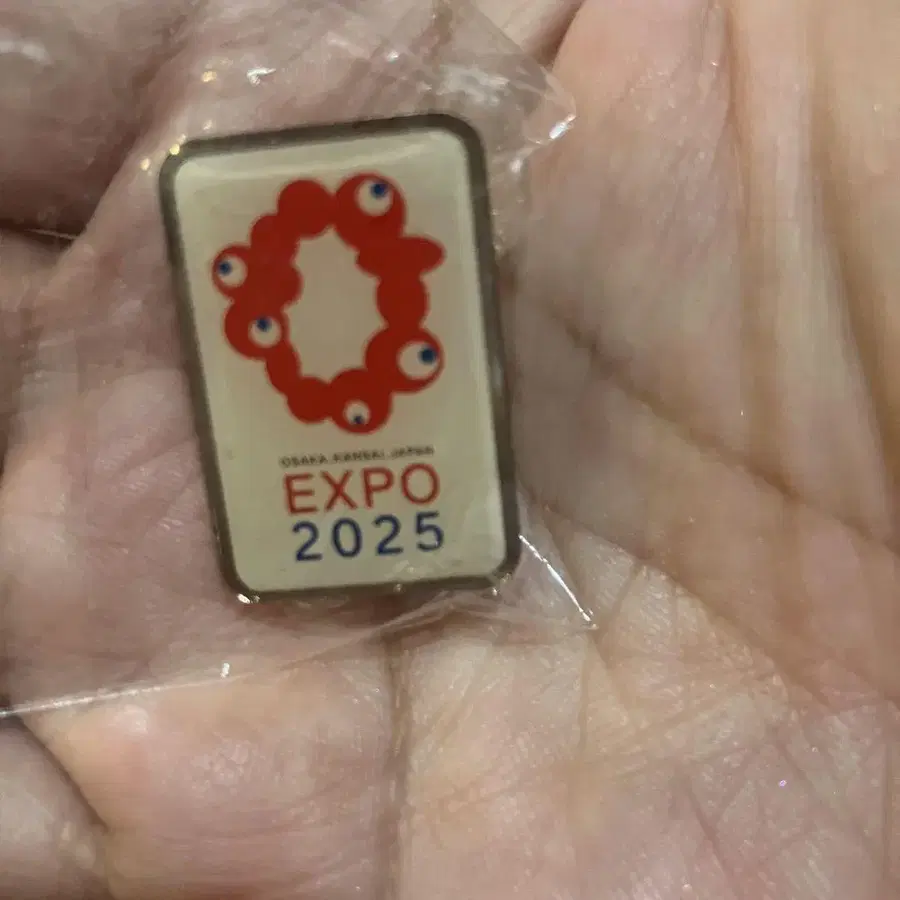 OSAKA, KANSAI, JAPAN
EXPO
2025